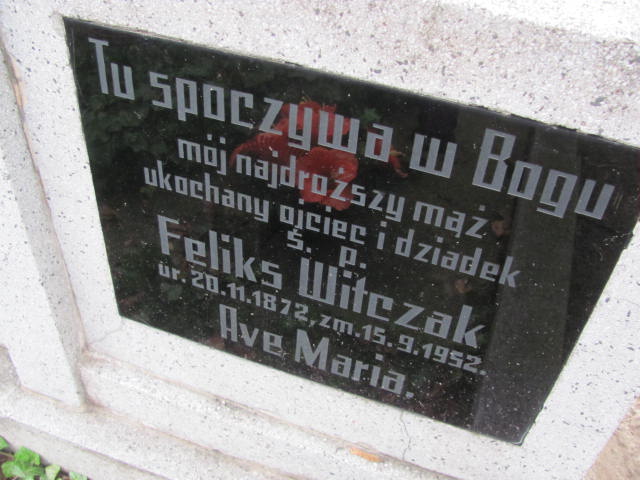 Tu spoczywa w Bogu
mój najdroższy mąż
ukochany ojciec i dziadek
ś. p.
Feliks Witczak
ur. 20.11.1872, zm. 15.9.1952.
Ave Maria.